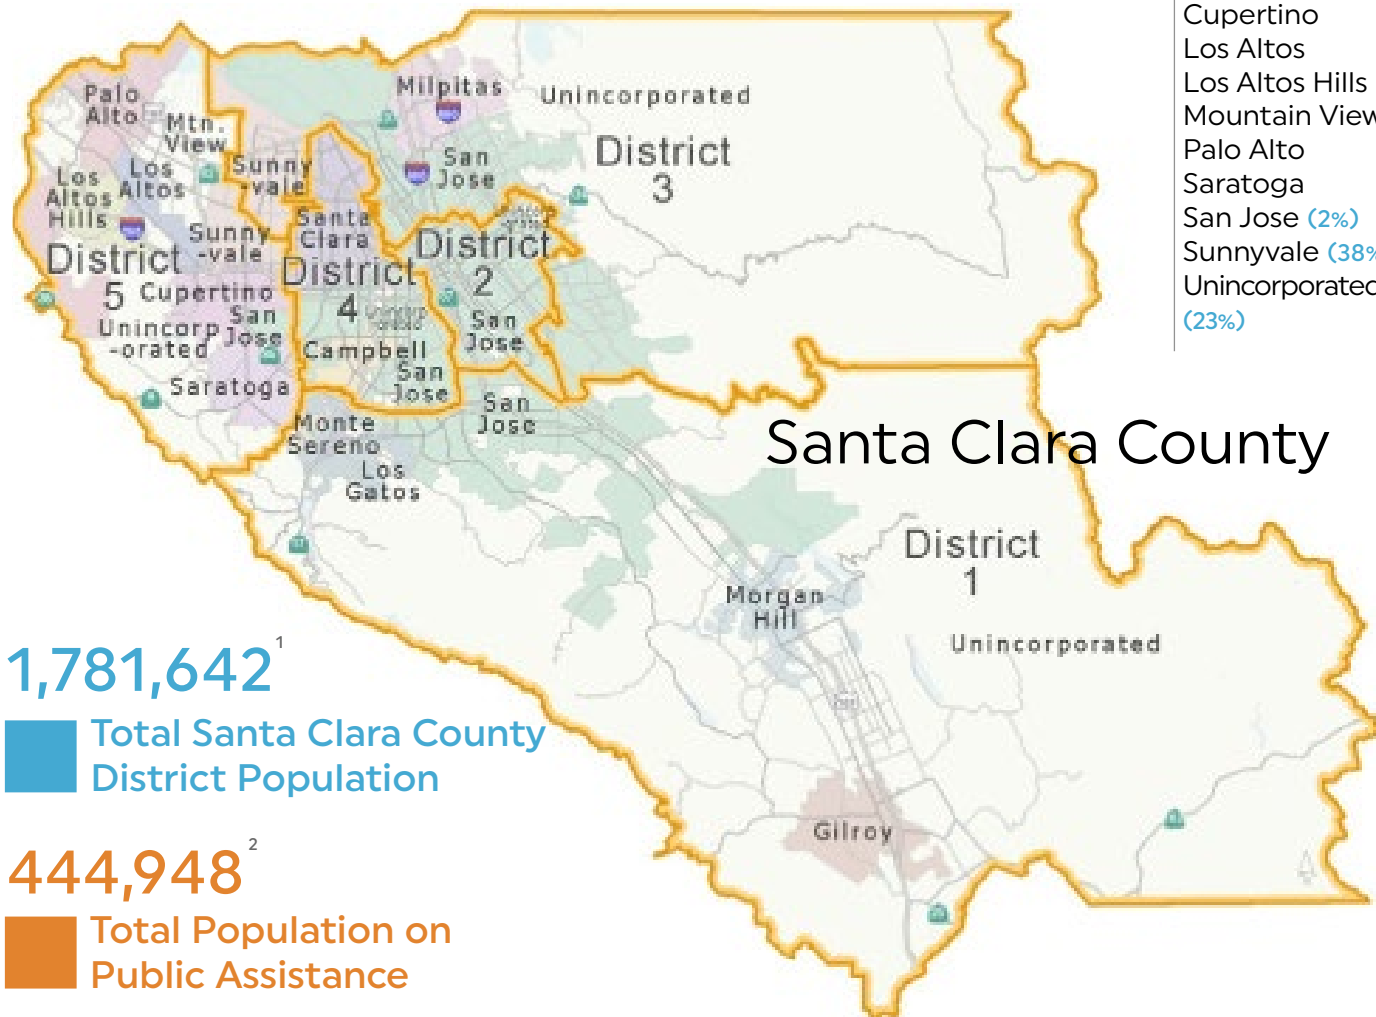 Cupertino
Los Altos
Los Altos Hills
Mountain View
Palo Alto
Saratoga
San Jose (2%)
Sunnyvale (38%
Unincorporated
(23%)
Palo
Alto
Mtn.
View
Los
Altos
Los
Altos
Hills
Sunny
-vale
Sunny
-vale
District
5
Cupertino
San
Jose
Unincorp
-orated
Saratoga
Milpitas
San
Jose
Unincorporated
District
3
Santa
Clara
District
4
Campbell
San
Jose
District
2
San
Jose
Monte
Sereno
Los
Gatos
San
Jose
Santa Clara County
District
1
Morgan
Hill
Unincorporated
Gilroy
1,781,642 1
Total Santa Clara County
District Population
444,948 2
Total Population on
Public Assistance